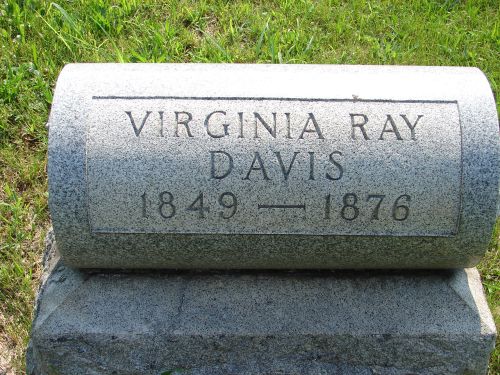 VIRGINIA RAY
DAVIS
1849 — 1876